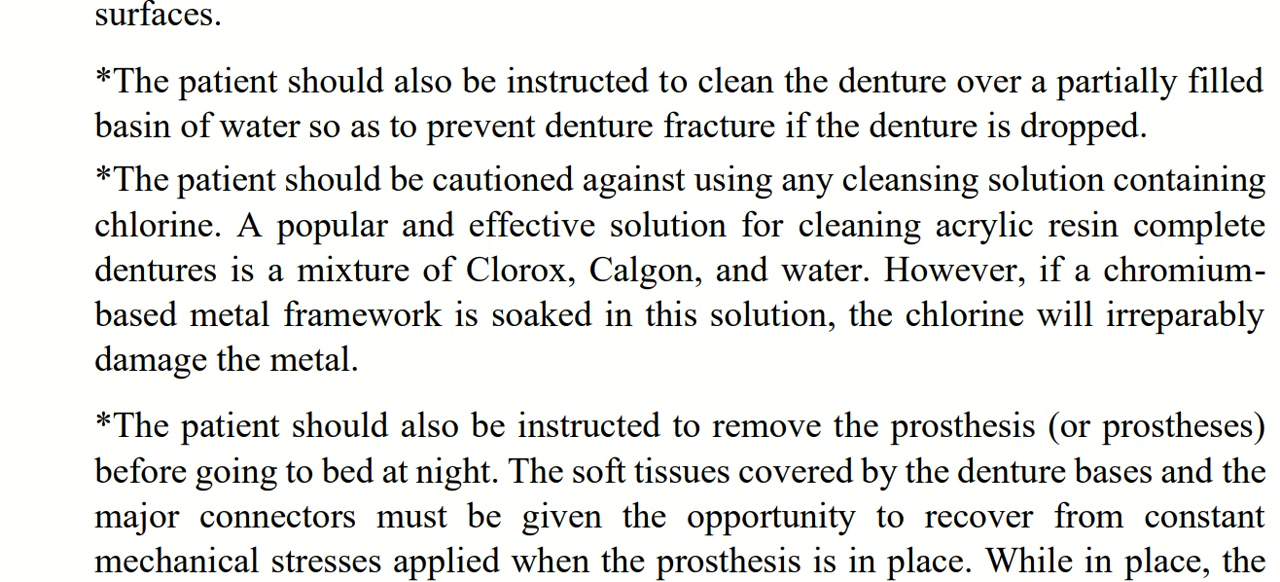 surfaces.
*The patient should also be instructed to clean the denture over a partially filled
basin of water so as to prevent denture fracture if the denture is dropped.
*The patient should be cautioned against using any cleansing solution containing
chlorine. A popular and effective solution for cleaning acrylic resin complete
dentures is a mixture of Clorox, Calgon, and water. However, if a chromium-
based metal framework is soaked in this solution, the chlorine will irreparably
damage the metal.
*The patient should also be instructed to remove the prosthesis (or prostheses)
before going to bed at night. The soft tissues covered by the denture bases and the
major connectors must be given the opportunity to recover from constant
mechanical stresses applied when the prosthesis is in place. While in place, the